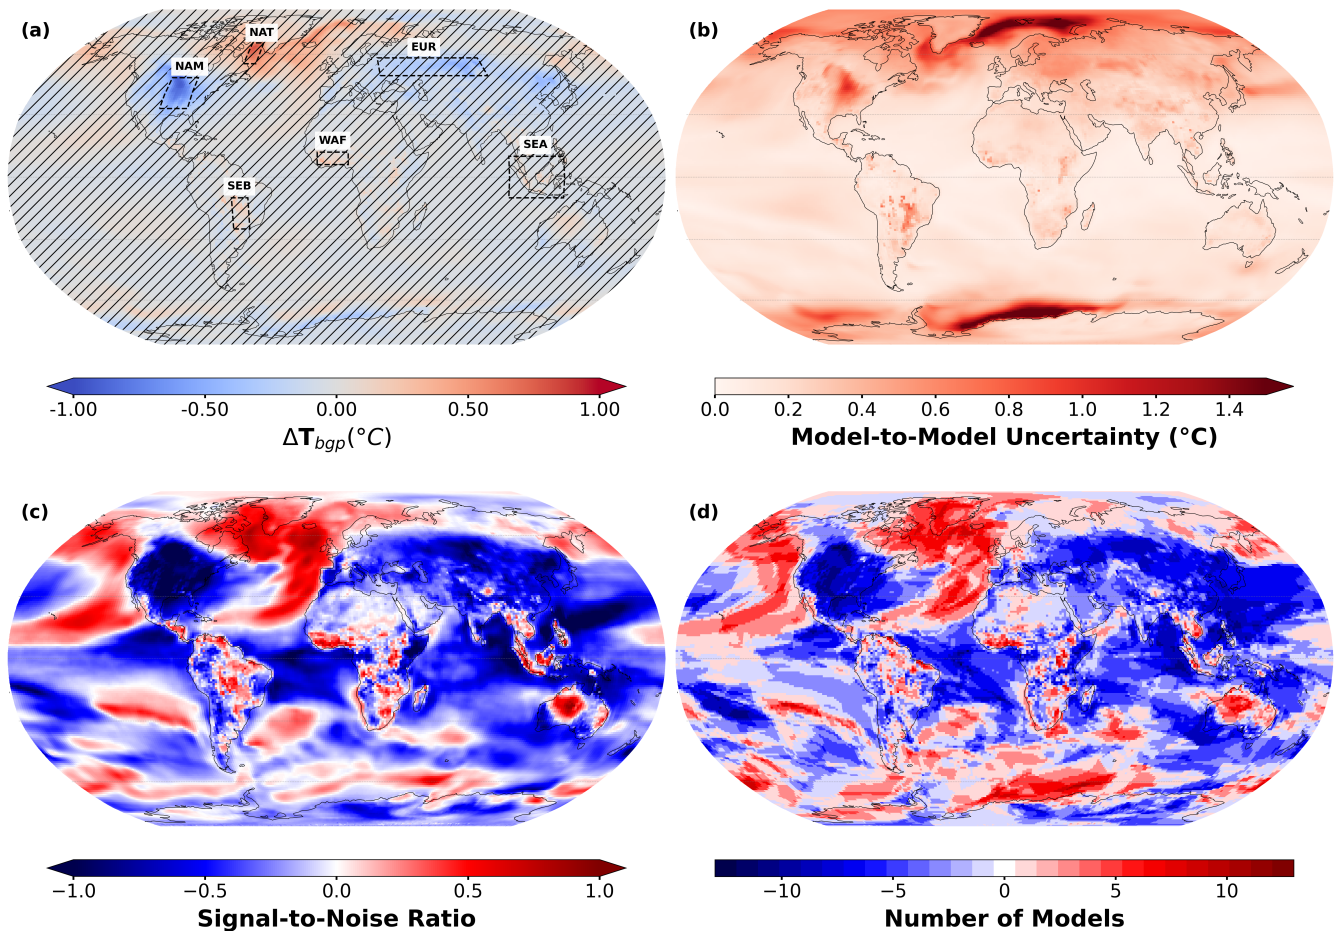 (a)
NAT
NAM
EUR
WAF
SEA
SEB
-1.00 -0.50 0.00 0.50 1.00
ΔT_bgp(°C)
(b)
0.0 0.2 0.4 0.6 0.8 1.0 1.2 1.4
Model-to-Model Uncertainty (°C)
(c)
−1.0 −0.5 0.0 0.5 1.0
Signal-to-Noise Ratio
(d)
−10 −5 0 5 10
Number of Models